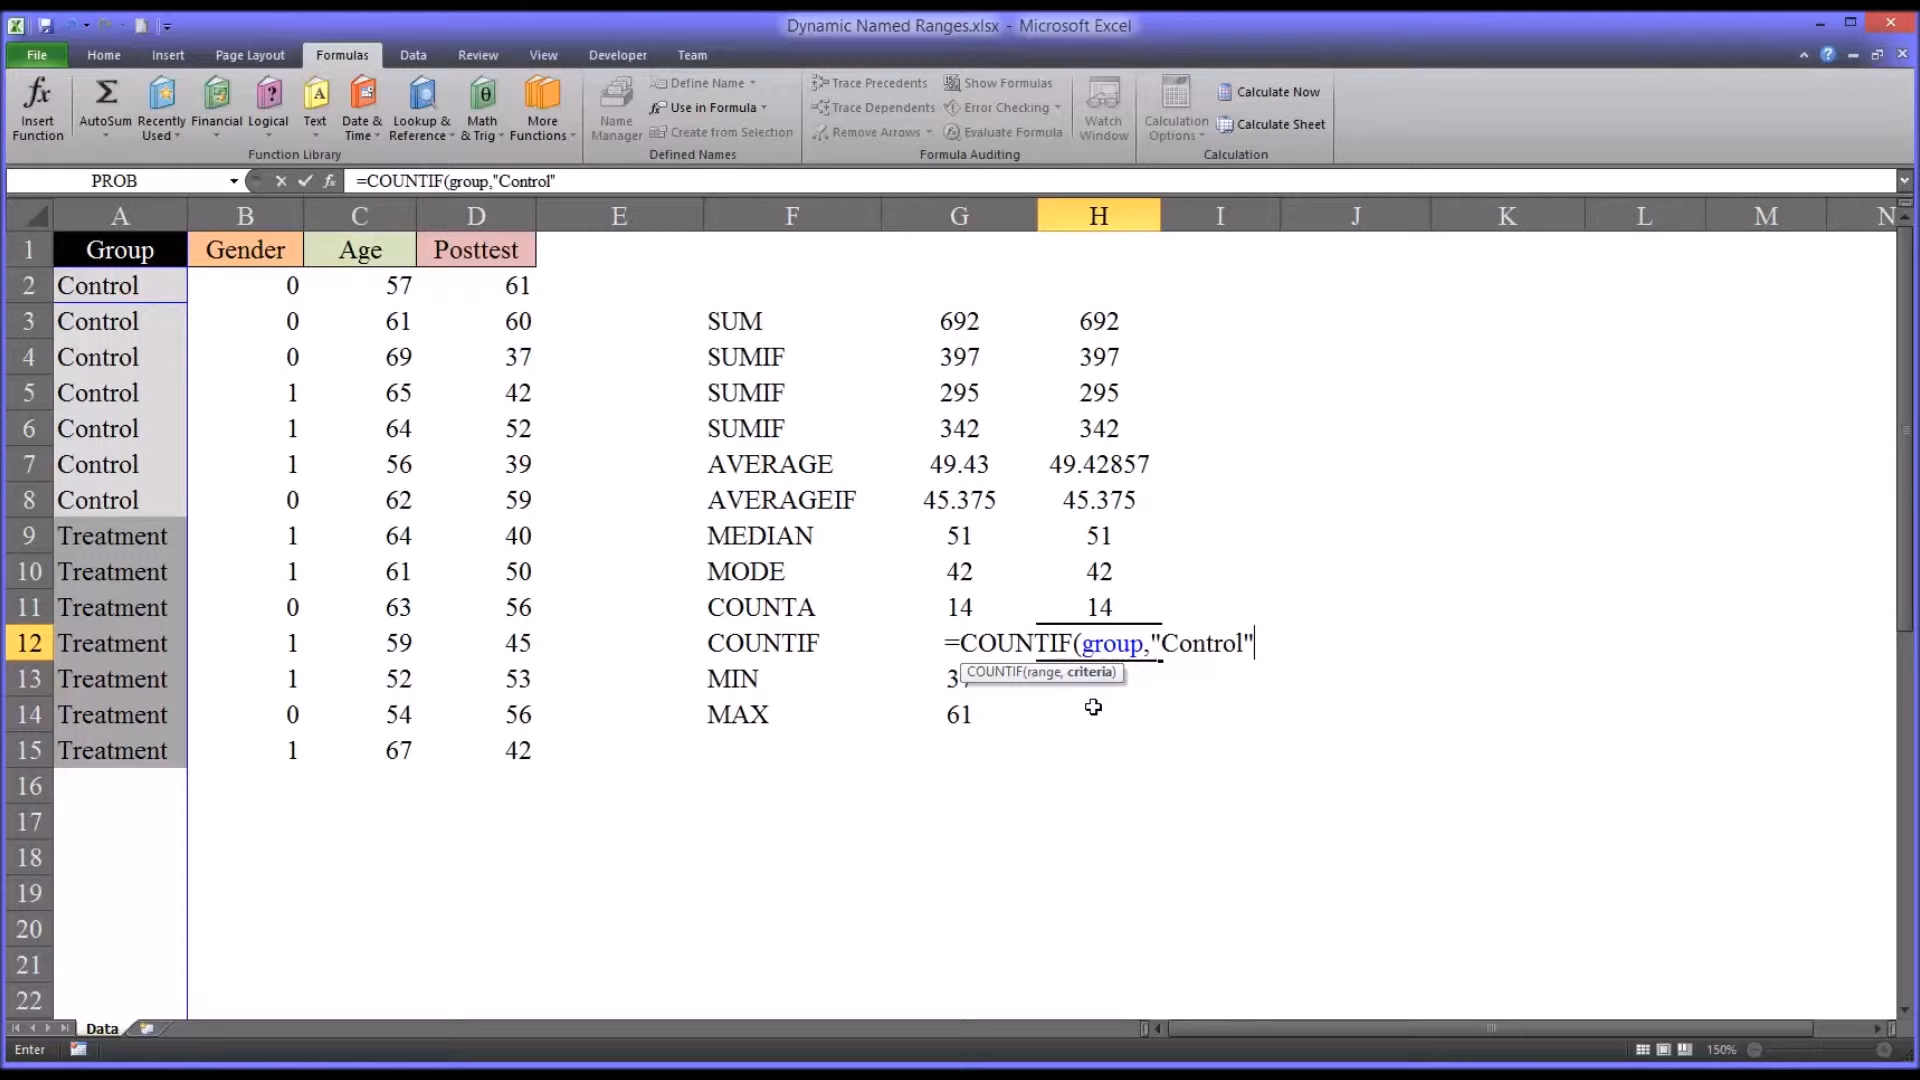 Dynamic Named Ranges.xlsx - Microsoft Excel
File Home Insert Page Layout Formulas Data Review View Developer Team
Insert Function
AutoSum
Recently Used
Financial
Logical
Text
Date & Time
Lookup & Reference
Math & Trig
More Functions
Function Library
Name Manager
Define Name
Use in Formula
Create from Selection
Defined Names
Trace Precedents
Trace Dependents
Remove Arrows
Show Formulas
Error Checking
Evaluate Formula
Formula Auditing
Watch Window
Calculation Options
Calculate Now
Calculate Sheet
Calculation
PROB fx =COUNTIF(group,"Control"
A B C D E F G H I J K L M N
1 Group Gender Age Posttest
2 Control 0 57 61
3 Control 0 61 60 SUM 692 692
4 Control 0 69 37 SUMIF 397 397
5 Control 1 65 42 SUMIF 295 295
6 Control 1 64 52 SUMIF 342 342
7 Control 1 56 39 AVERAGE 49.43 49.42857
8 Control 0 62 59 AVERAGEIF 45.375 45.375
9 Treatment 1 64 40 MEDIAN 51 51
10 Treatment 1 61 50 MODE 42 42
11 Treatment 0 63 56 COUNTA 14 14
12 Treatment 1 59 45 COUNTIF =COUNTIF(group,"Control"
COUNTIF(range, criteria)
13 Treatment 1 52 53 MIN
14 Treatment 0 54 56 MAX 61
15 Treatment 1 67 42
16
17
18
19
20
21
22
Data
Enter 150%